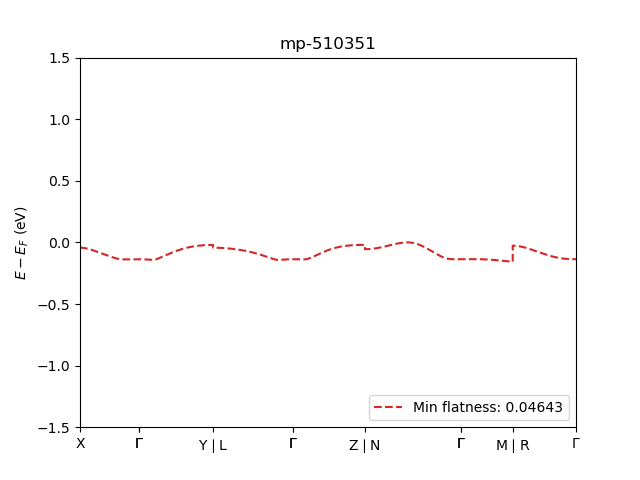 mp-510351
E − E_F (eV)
1.5
1.0
0.5
0.0
−0.5
−1.0
−1.5
Min flatness: 0.04643
X Γ Y | L Γ Z | N Γ M | R Γ